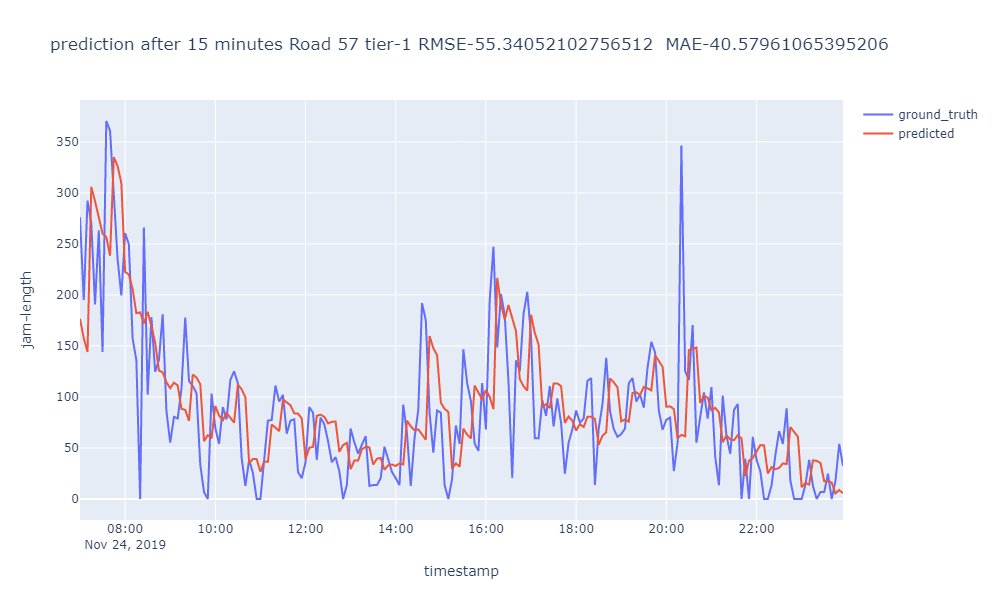 prediction after 15 minutes Road 57 tier-1 RMSE-55.34052102756512  MAE-40.57961065395206
ground_truth
predicted
350
300
250
200
150
100
50
0
jam-length
08:00 10:00 12:00 14:00 16:00 18:00 20:00 22:00
Nov 24, 2019
timestamp